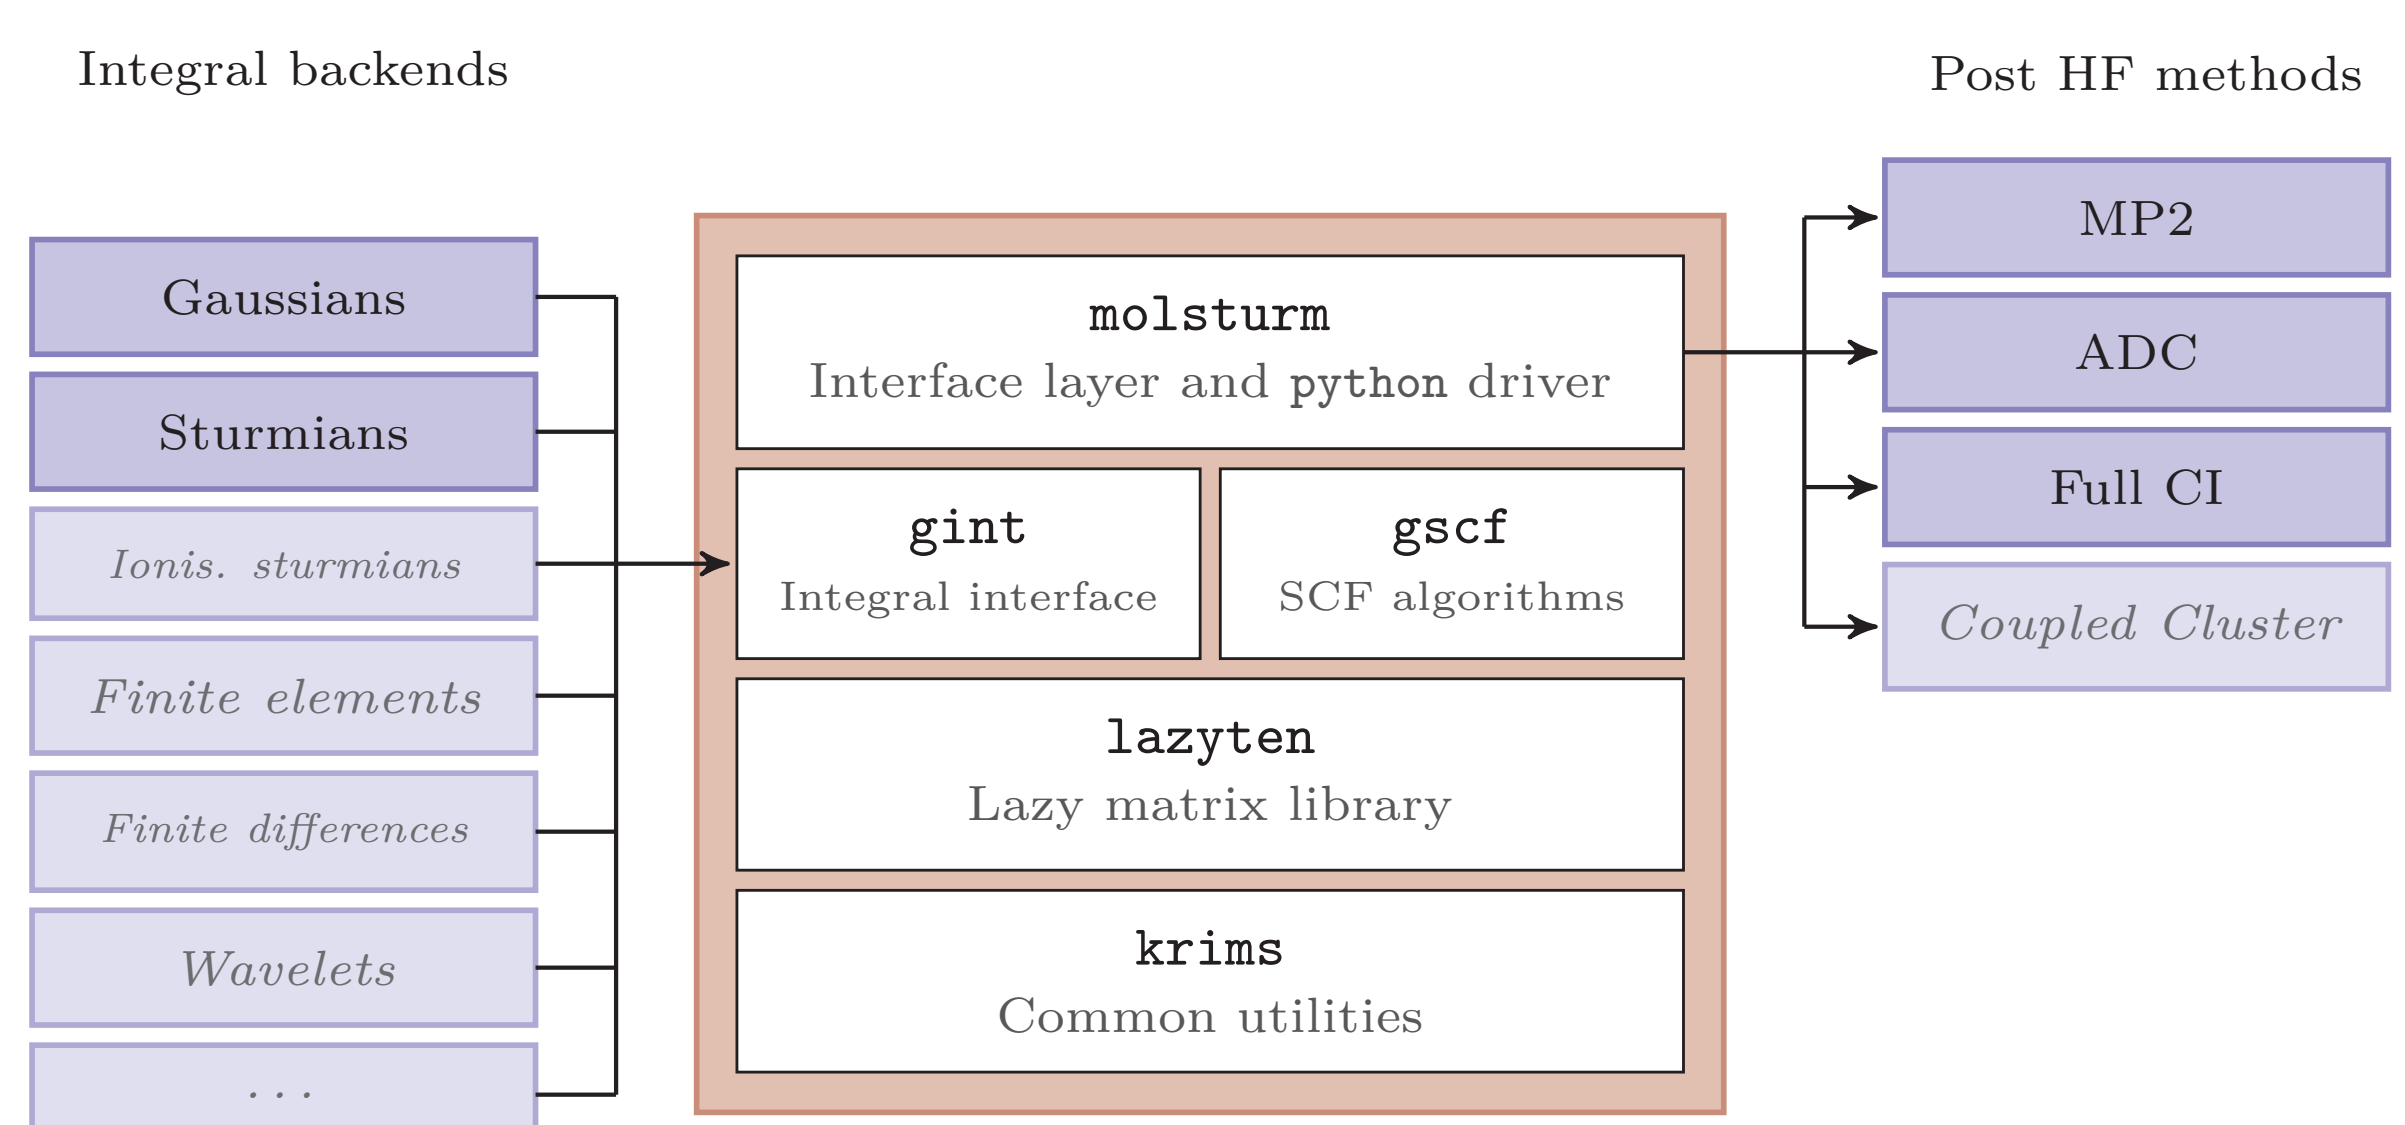 Integral backends
Gaussians
Sturmians
Ionis. sturmians
Finite elements
Finite differences
Wavelets
...
molsturm
Interface layer and python driver
gint
Integral interface
gscf
SCF algorithms
lazyten
Lazy matrix library
krims
Common utilities
Post HF methods
MP2
ADC
Full CI
Coupled Cluster